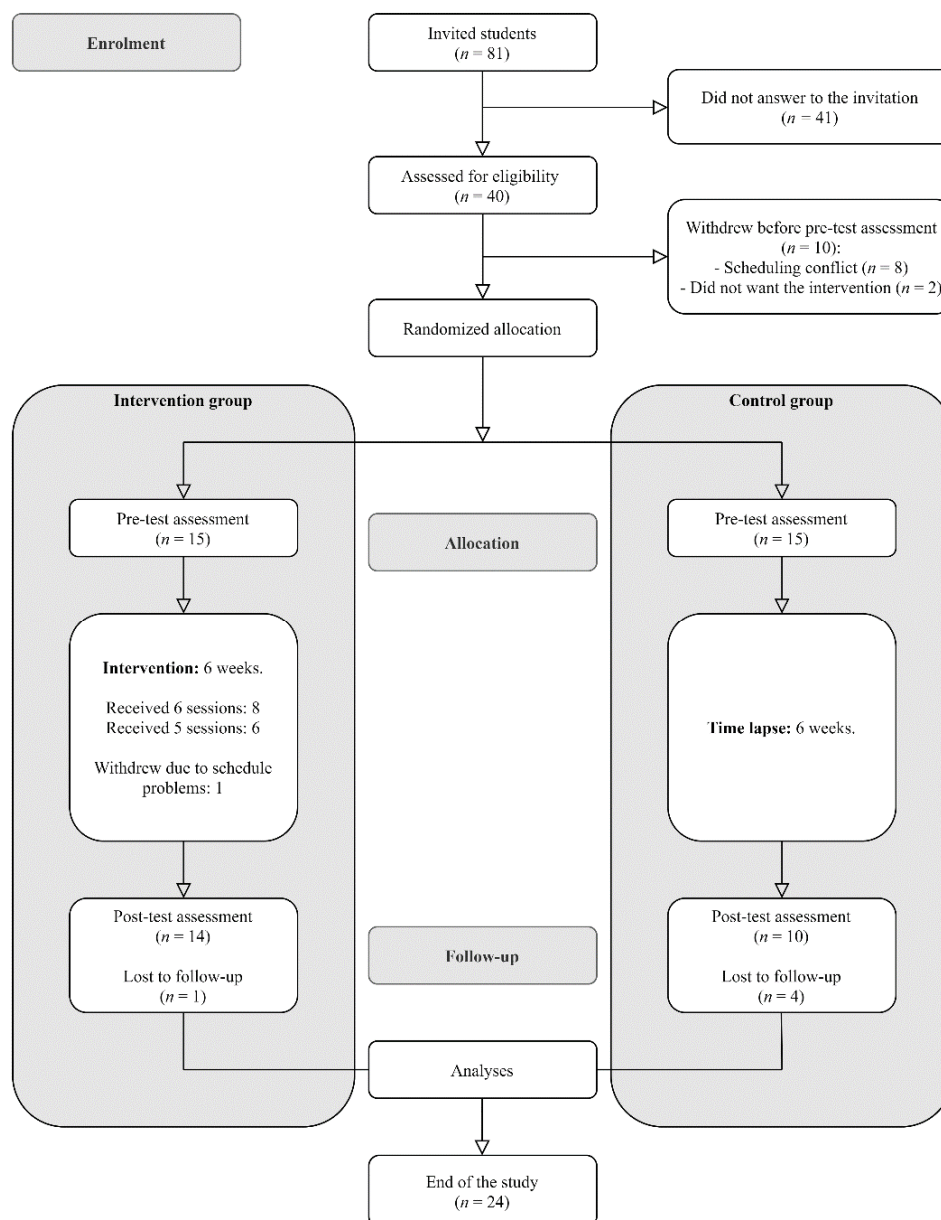 Enrolment
Invited students
(n = 81)
Did not answer to the invitation
(n = 41)
Assessed for eligibility
(n = 40)
Withdrew before pre-test assessment
(n = 10):
- Scheduling conflict (n = 8)
- Did not want the intervention (n = 2)
Randomized allocation
Intervention group
Control group
Pre-test assessment
(n = 15)
Allocation
Pre-test assessment
(n = 15)
Intervention: 6 weeks.
Received 6 sessions: 8
Received 5 sessions: 6
Withdrew due to schedule
problems: 1
Time lapse: 6 weeks.
Post-test assessment
(n = 14)
Lost to follow-up
(n = 1)
Follow-up
Post-test assessment
(n = 10)
Lost to follow-up
(n = 4)
Analyses
End of the study
(n = 24)